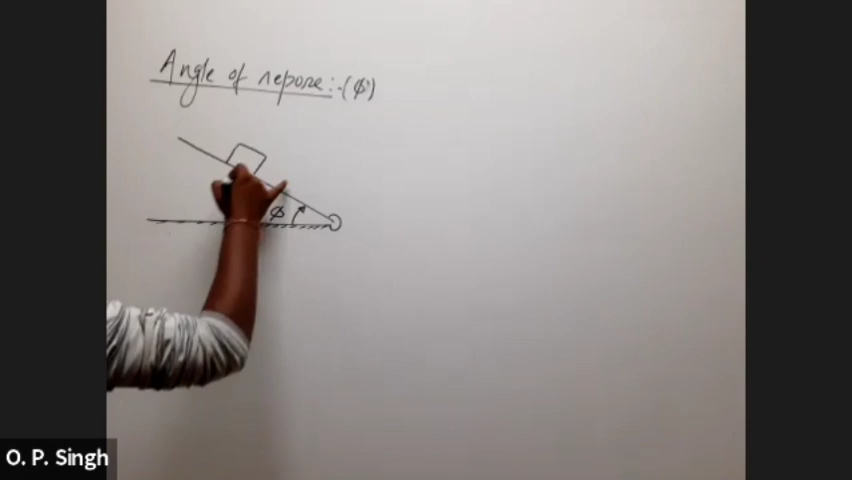 Angle of repose:-(ϕ)
ϕ
O. P. Singh